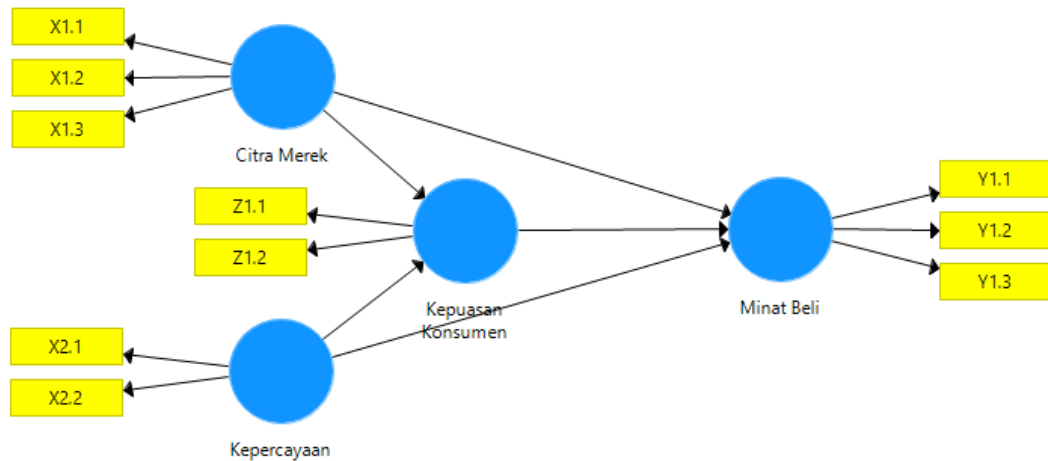 X1.1
X1.2
X1.3
Citra Merek
Z1.1
Z1.2
Kepuasan
Konsumen
Y1.1
Y1.2
Y1.3
Minat Beli
X2.1
X2.2
Kepercayaan